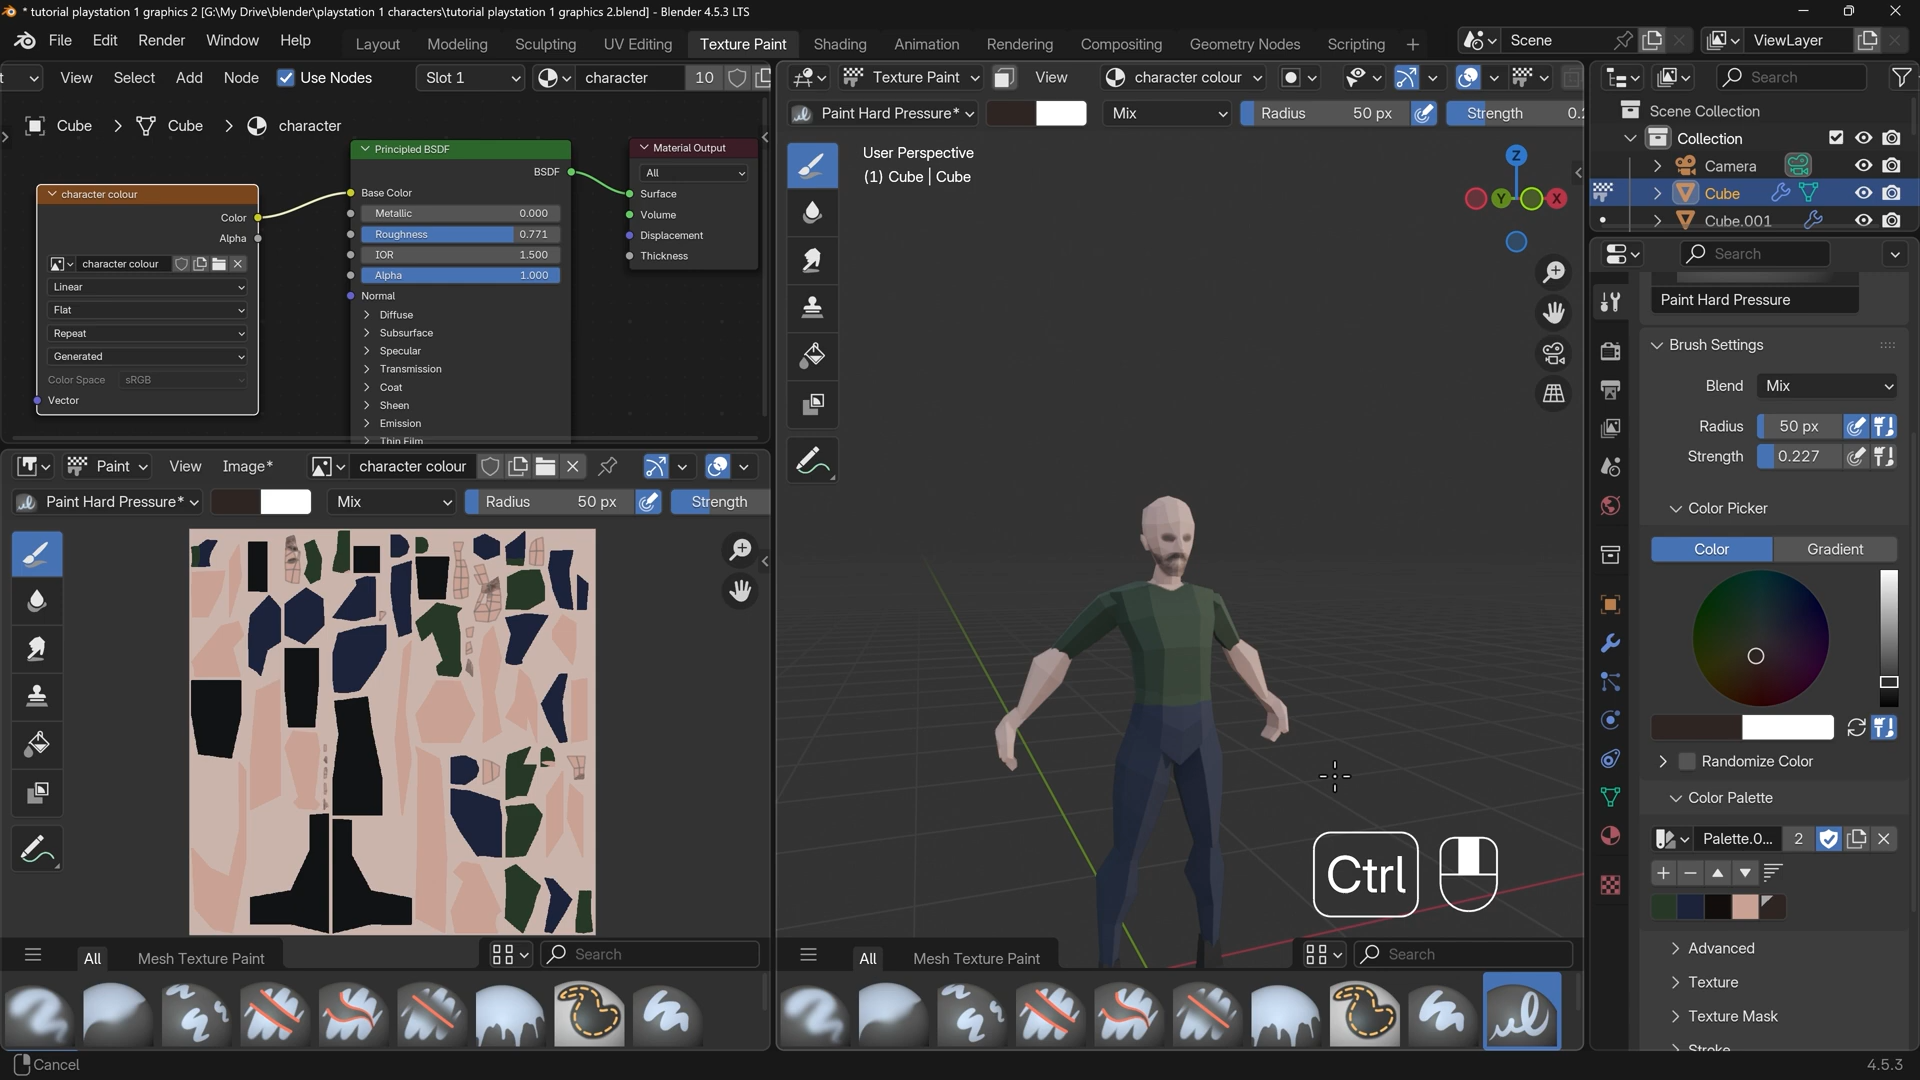 * tutorial playstation 1 graphics 2 [G:\My Drive\blender\playstation 1 characters\tutorial playstation 1 graphics 2.blend] - Blender 4.5.3 LTS
File Edit Render Window Help Layout Modeling Sculpting UV Editing Texture Paint Shading Animation Rendering Compositing Geometry Nodes Scripting + Scene ViewLayer
View Select Add Node Use Nodes Slot 1 character 10
Cube > Cube > character
Principled BSDF
BSDF
Base Color
Metallic 0.000
Roughness 0.771
IOR 1.500
Alpha 1.000
Normal
Diffuse
Subsurface
Specular
Transmission
Coat
Sheen
Emission
Thin Film
Material Output
All
Surface
Volume
Displacement
Thickness
character colour
Color
Alpha
character colour
Linear
Flat
Repeat
Generated
Color Space sRGB
Vector
Paint View Image* character colour
Paint Hard Pressure* Mix Radius 50 px Strength
All Mesh Texture Paint Search
Cancel
Texture Paint View character colour
Paint Hard Pressure* Mix Radius 50 px Strength 0.
User Perspective
(1) Cube | Cube
Z
Y
X
Ctrl
All Mesh Texture Paint Search
Search
Scene Collection
Collection
Camera
Cube
Cube.001
Search
Paint Hard Pressure
Brush Settings
Blend Mix
Radius 50 px
Strength 0.227
Color Picker
Color Gradient
Randomize Color
Color Palette
Palette.0... 2
Advanced
Texture
Texture Mask
Stroke
4.5.3